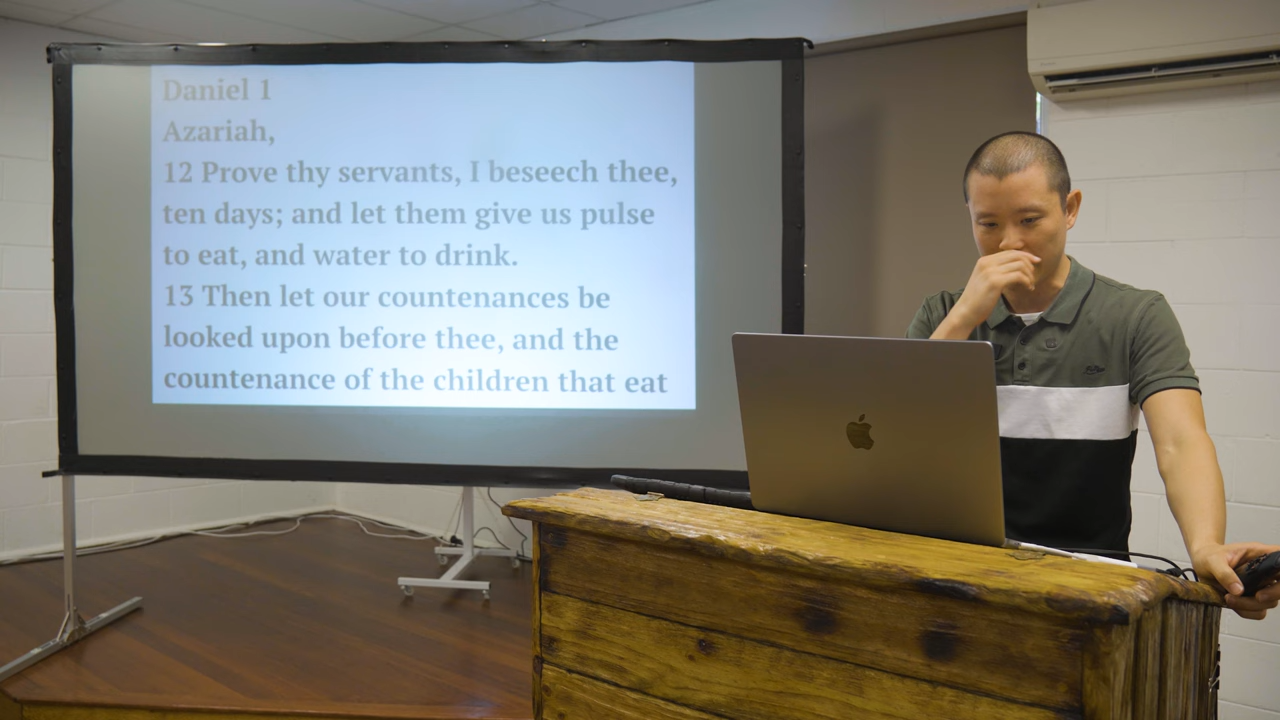 Daniel 1
Azariah,
12 Prove thy servants, I beseech thee,
ten days; and let them give us pulse
to eat, and water to drink.
13 Then let our countenances be
looked upon before thee, and the
countenance of the children that eat